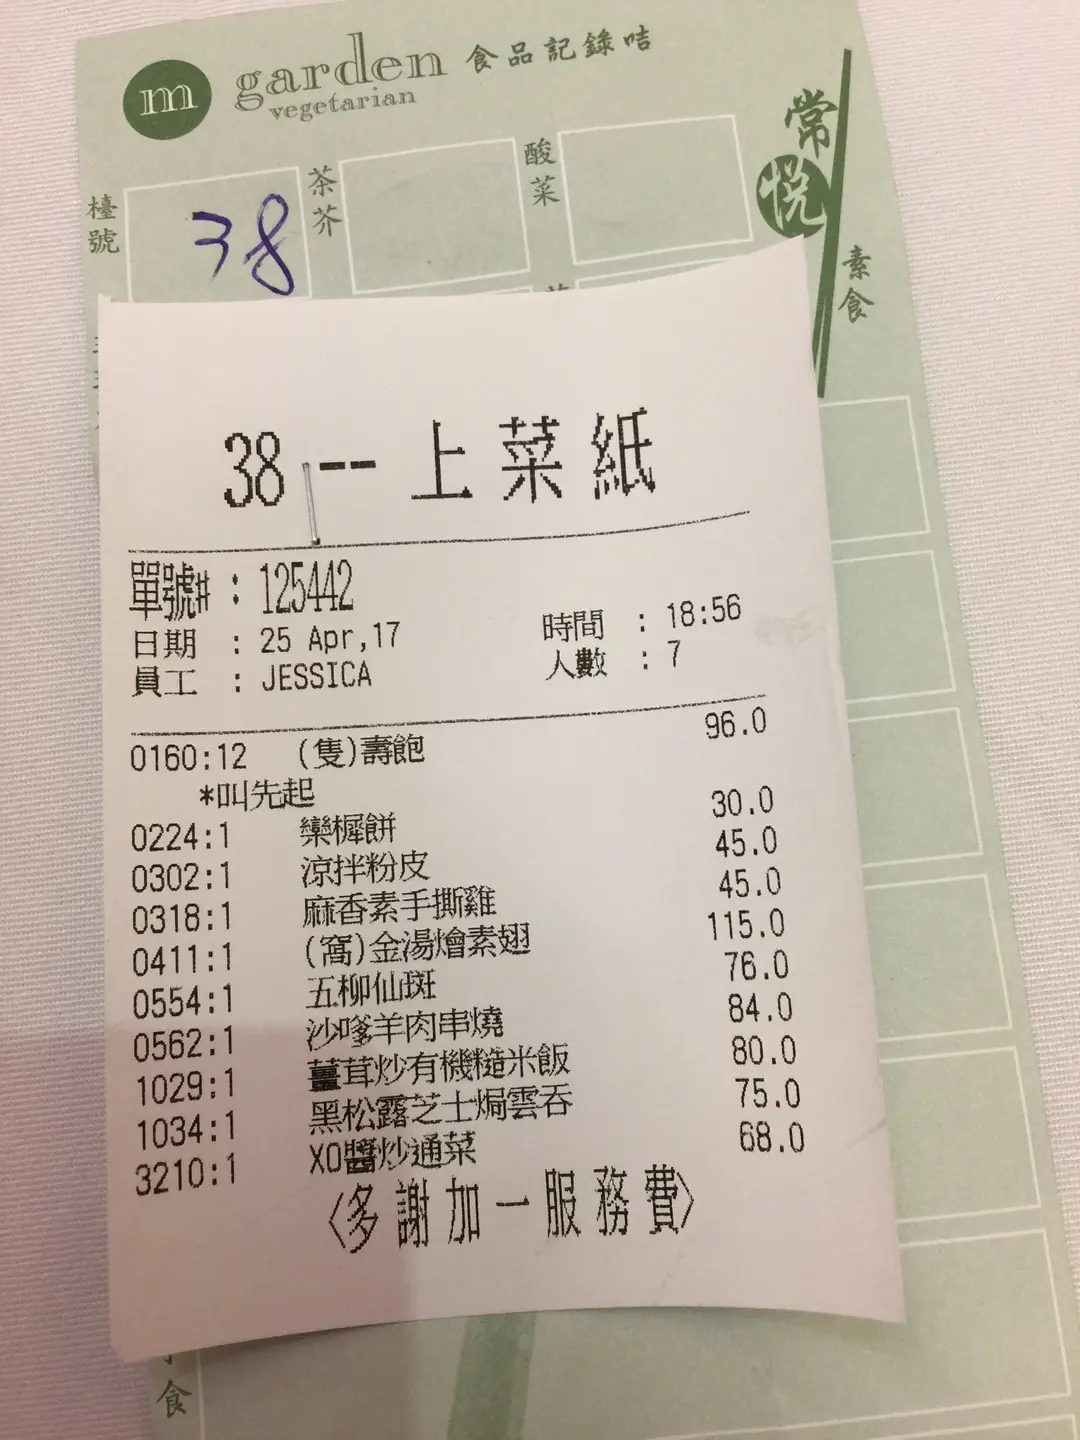 m garden vegetarian 食品記錄咭
常悦素食
檯號 38
茶芥
酸菜
38 -- 上菜紙
單號# : 125442
日期 : 25 Apr,17 時間 : 18:56
員工 : JESSICA 人數 : 7
0160:12 (隻)壽飽 96.0
*叫先起
0224:1 欒樨餅 30.0
0302:1 涼拌粉皮 45.0
0318:1 麻香素手撕雞 45.0
0411:1 (窩)金湯燴素翅 115.0
0554:1 五柳仙斑 76.0
0562:1 沙嗲羊肉串燒 84.0
1029:1 薑茸炒有機糙米飯 80.0
1034:1 黑松露芝士焗雲吞 75.0
3210:1 XO醬炒通菜 68.0
〈多謝加一服務費〉
食